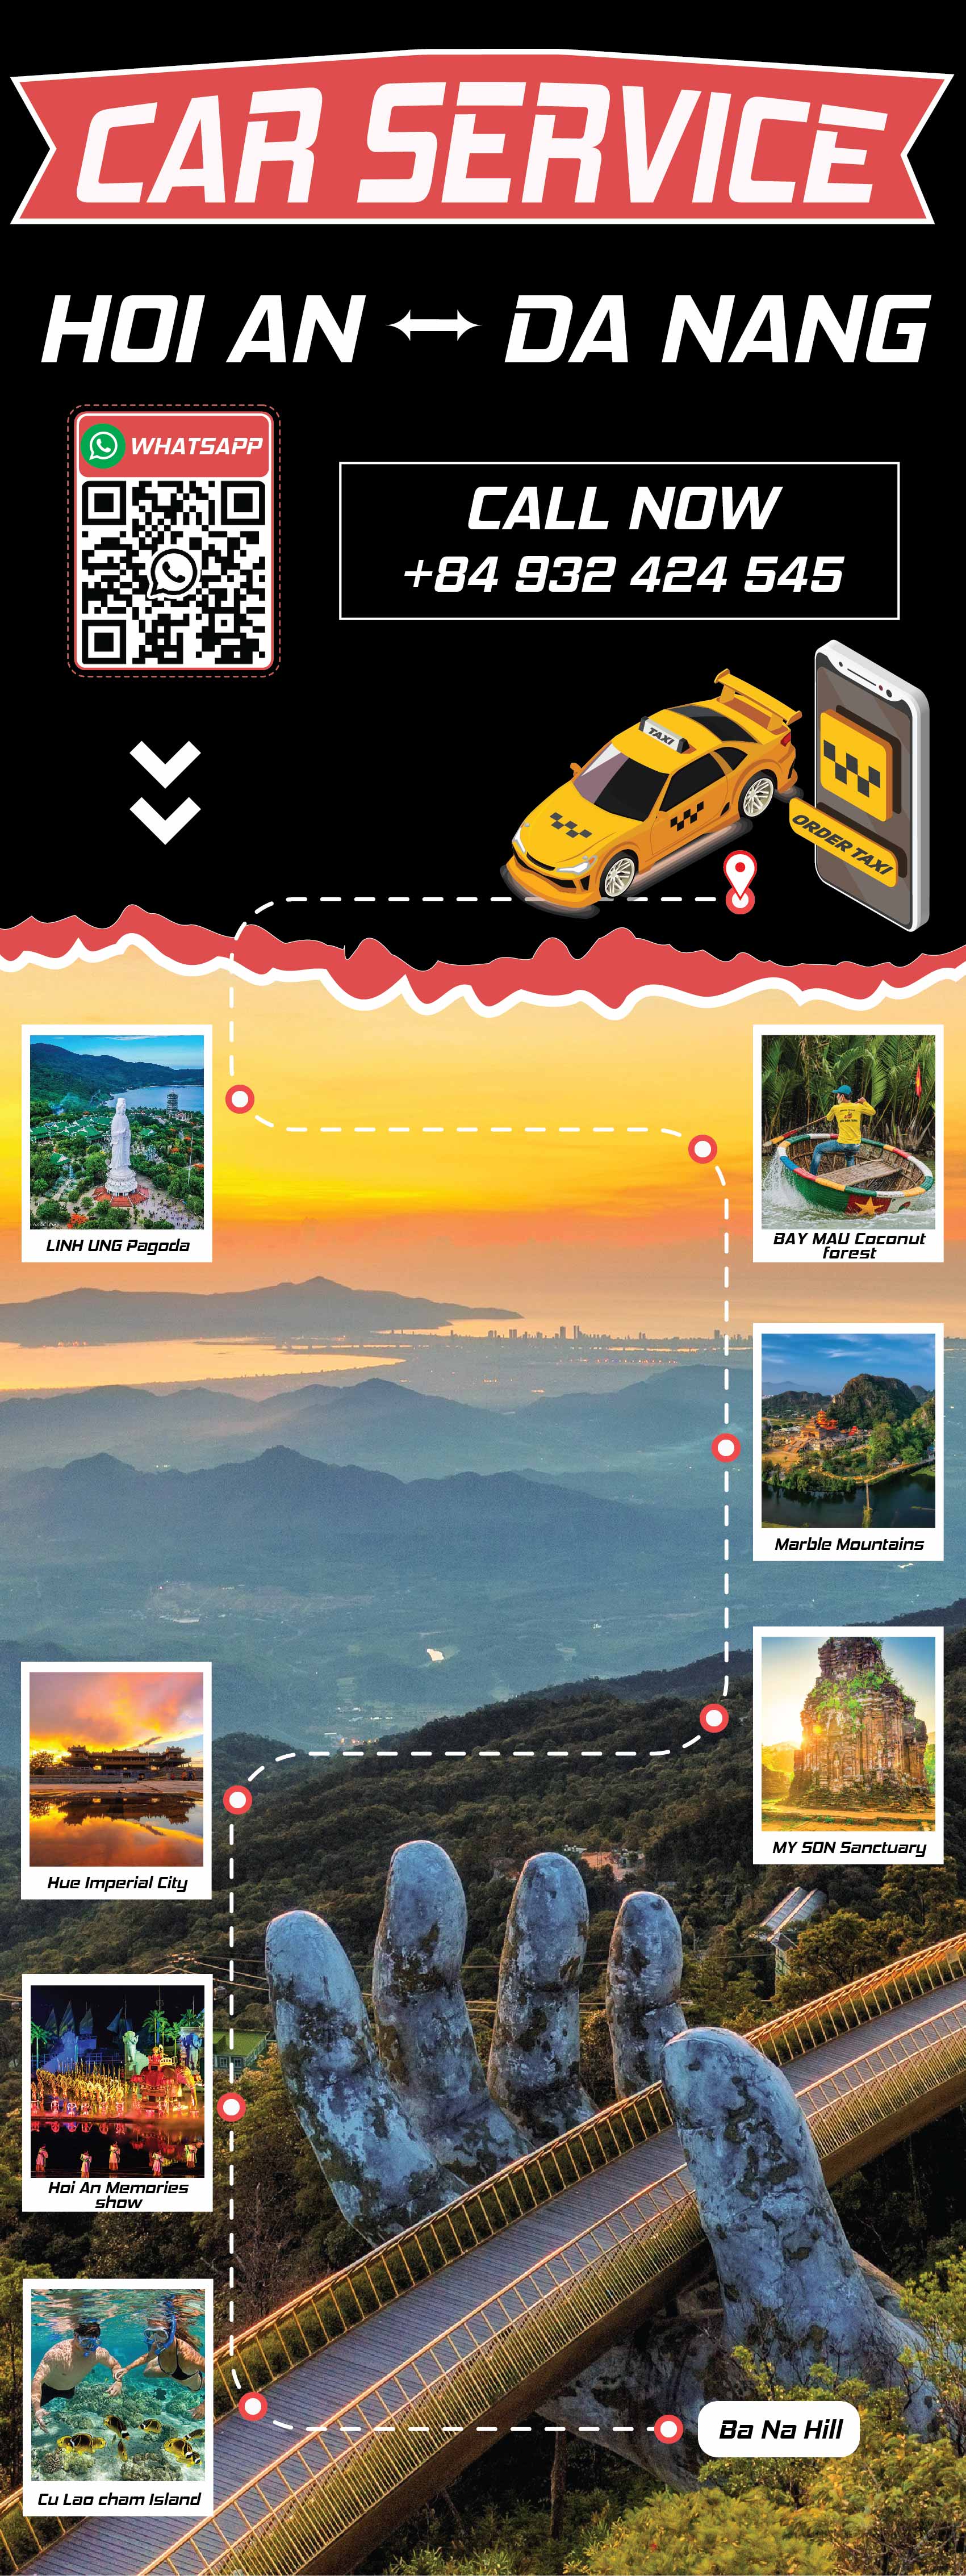 CAR SERVICE
HOI AN ↔ DA NANG
WHATSAPP
CALL NOW
+84 932 424 545
TAXI
ORDER TAXI
LINH UNG Pagoda
BAY MAU Coconut
forest
Marble Mountains
MY SON Sanctuary
Hue Imperial City
Hoi An Memories
show
Cu Lao cham Island
Ba Na Hill